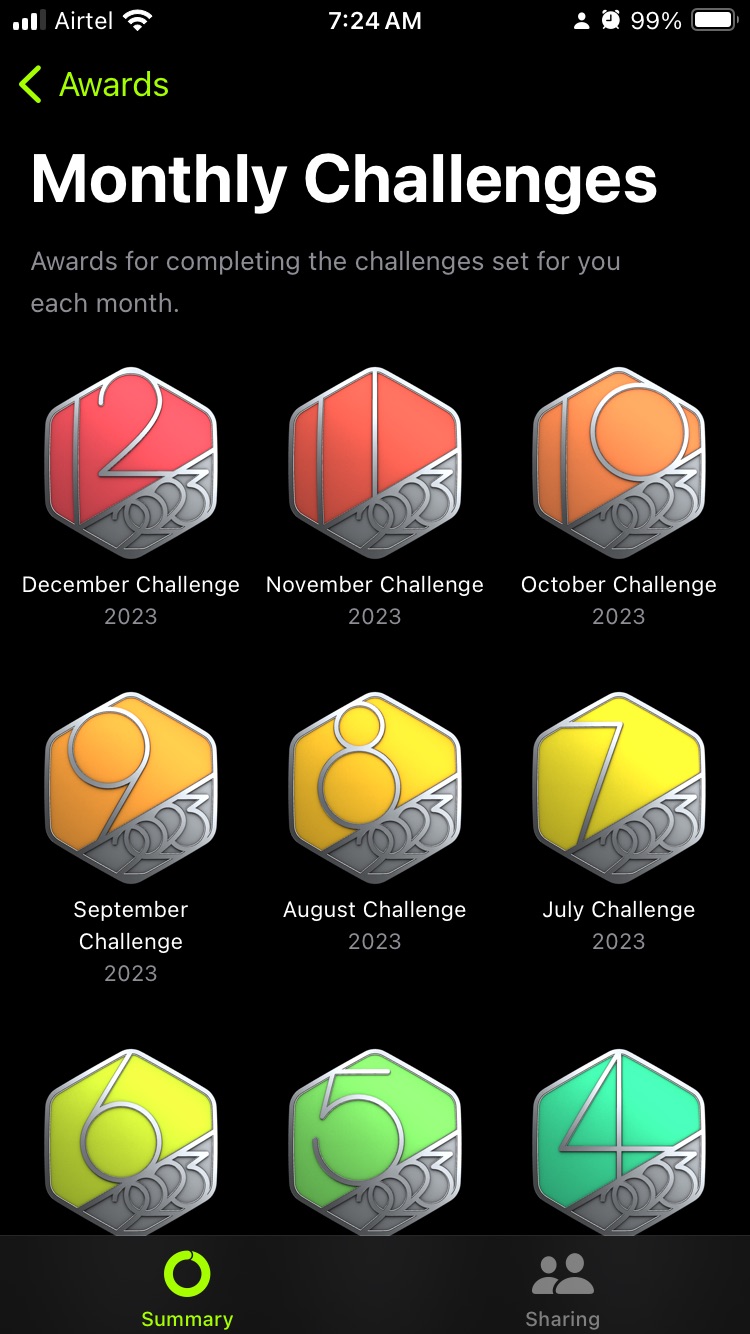 Airtel 7:24 AM 99%
Awards
Monthly Challenges
Awards for completing the challenges set for you
each month.
12 2023 11 2023 10 2023
December Challenge November Challenge October Challenge
2023 2023 2023
9 2023 8 2023 7 2023
September August Challenge July Challenge
Challenge 2023 2023
2023
6 2023 5 2023 4 2023
Summary Sharing